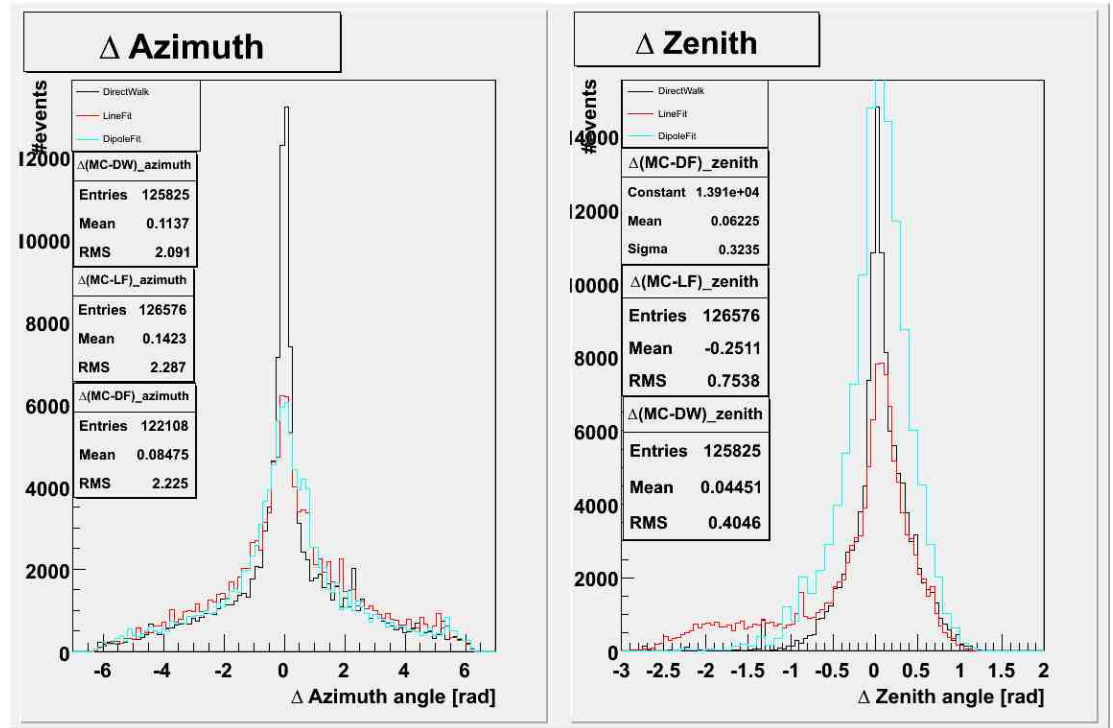 Δ Azimuth
#events
DirectWalk
LineFit
DipoleFit
Δ(MC-DW)_azimuth
Entries 125825
Mean 0.1137
RMS 2.091
Δ(MC-LF)_azimuth
Entries 126576
Mean 0.1423
RMS 2.287
Δ(MC-DF)_azimuth
Entries 122108
Mean 0.08475
RMS 2.225
12000
10000
8000
6000
4000
2000
0
-6 -4 -2 0 2 4 6
Δ Azimuth angle [rad]
Δ Zenith
#events
DirectWalk
LineFit
DipoleFit
Δ(MC-DF)_zenith
Constant 1.391e+04
Mean 0.06225
Sigma 0.3235
Δ(MC-LF)_zenith
Entries 126576
Mean -0.2511
RMS 0.7538
Δ(MC-DW)_zenith
Entries 125825
Mean 0.04451
RMS 0.4046
14000
12000
10000
8000
6000
4000
2000
0
-3 -2.5 -2 -1.5 -1 -0.5 0 0.5 1 1.5 2
Δ Zenith angle [rad]